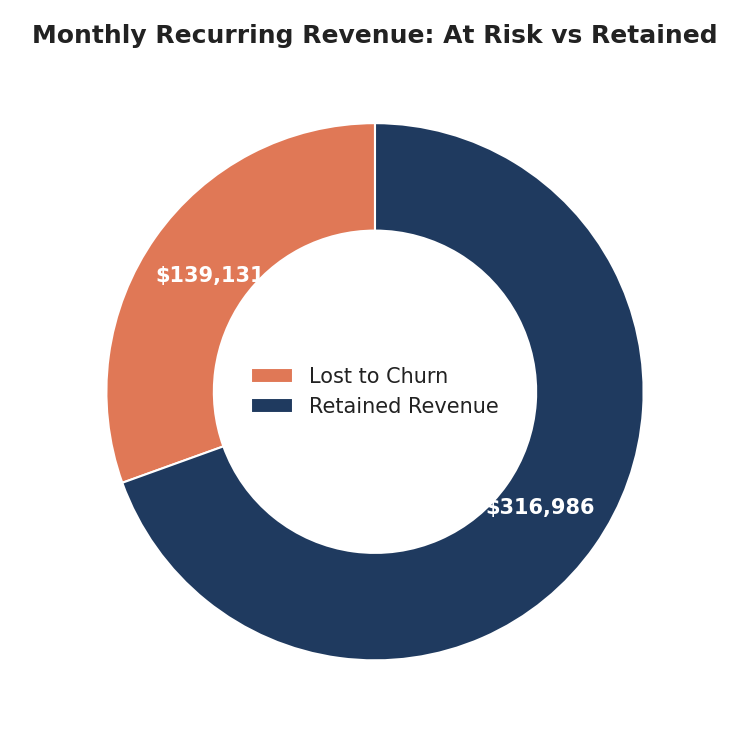 Monthly Recurring Revenue: At Risk vs Retained
$139,131
Lost to Churn
Retained Revenue
$316,986